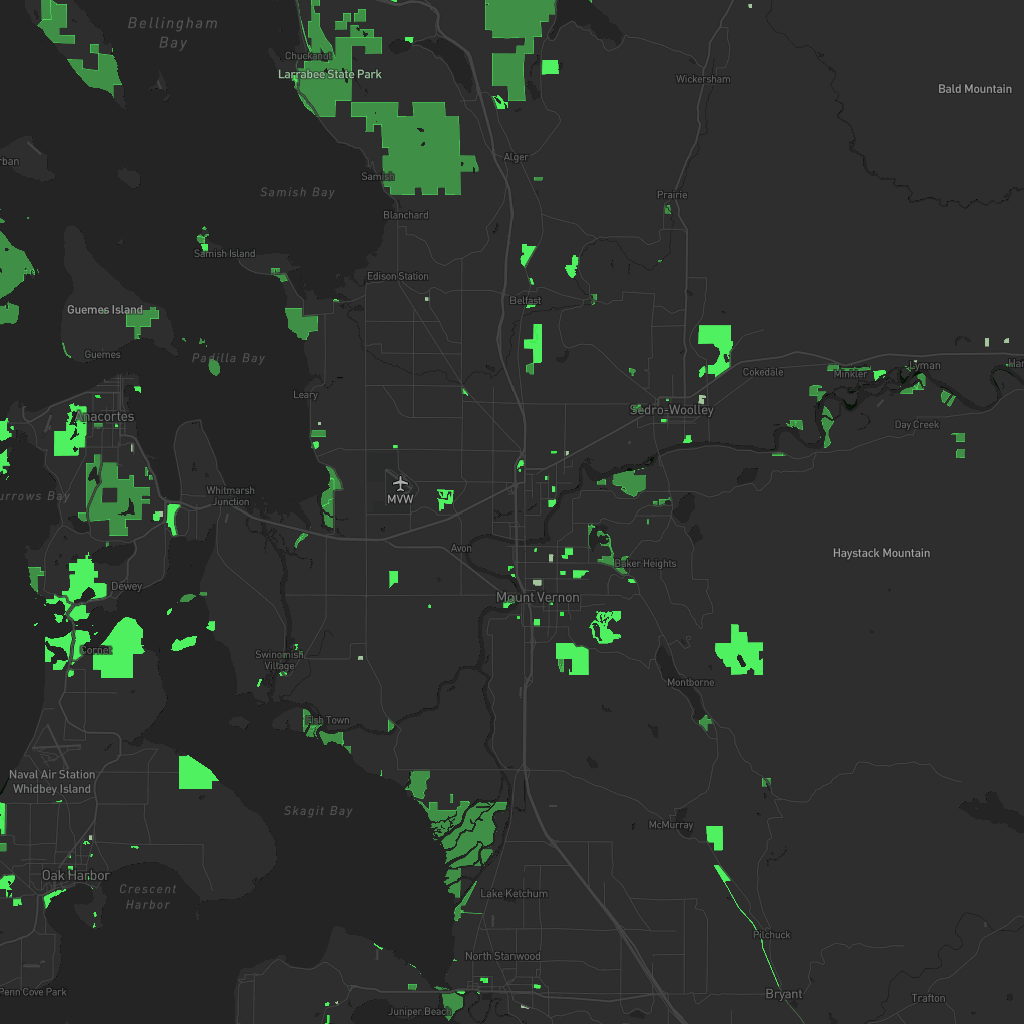 Bellingham
Bay
Chuckanut
Larrabee State Park
Wickersham
Bald Mountain
Alger
Samish
Samish Bay
Prairie
Blanchard
Samish Island
Edison Station
Guemes Island
Belfast
Guemes
Padilla Bay
Cokedale
Minkler
Lyman
Leary
Anacortes
Sedro-Woolley
Day Creek
Burrows Bay
Whitmarsh
Junction
MVW
Avon
Baker Heights
Haystack Mountain
Dewey
Mount Vernon
Cornet
Swinomish
Village
Montborne
Fish Town
Naval Air Station
Whidbey Island
Skagit Bay
McMurray
Oak Harbor
Crescent
Harbor
Lake Ketchum
Pilchuck
North Stanwood
Penn Cove Park
Bryant
Trafton
Juniper Beach